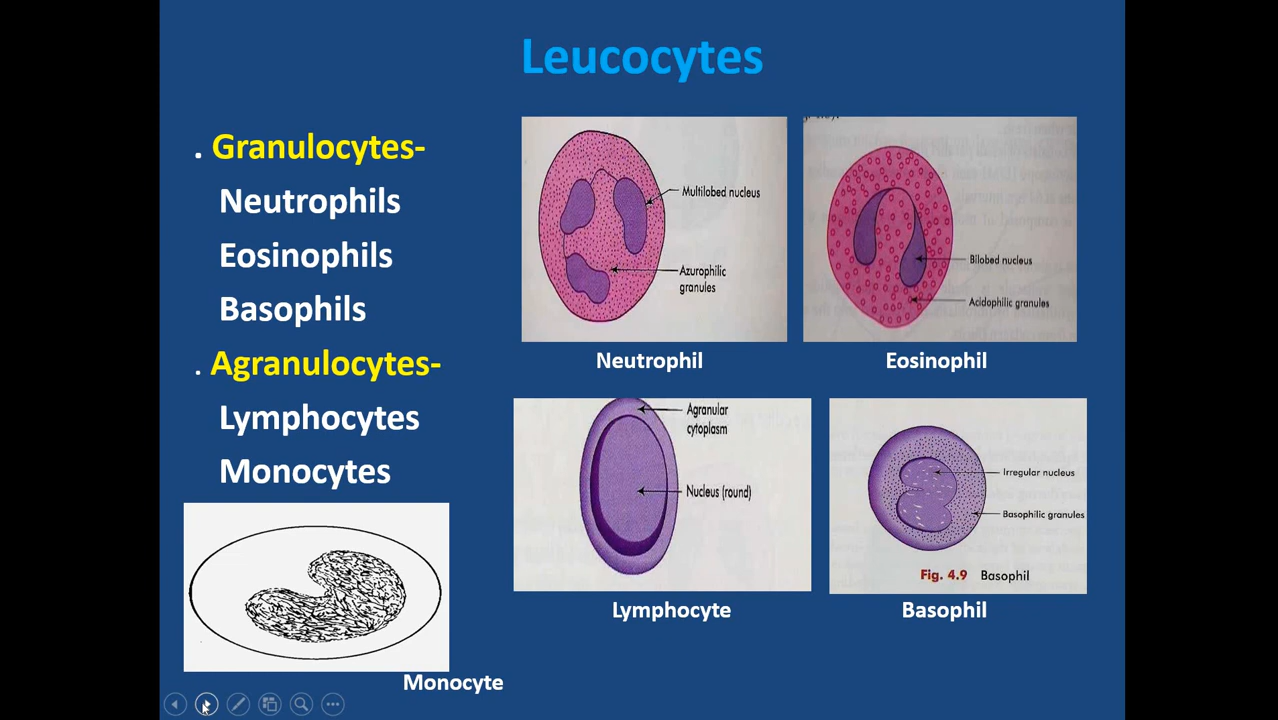 Leucocytes
. Granulocytes-
Neutrophils
Eosinophils
Basophils
. Agranulocytes-
Lymphocytes
Monocytes
Monocyte
Multilobed nucleus
Azurophilic
granules
Neutrophil
Bilobed nucleus
Acidophilic granules
Eosinophil
Agranular
cytoplasm
Nucleus (round)
Lymphocyte
Irregular nucleus
Basophilic granules
Fig. 4.9 Basophil
Basophil